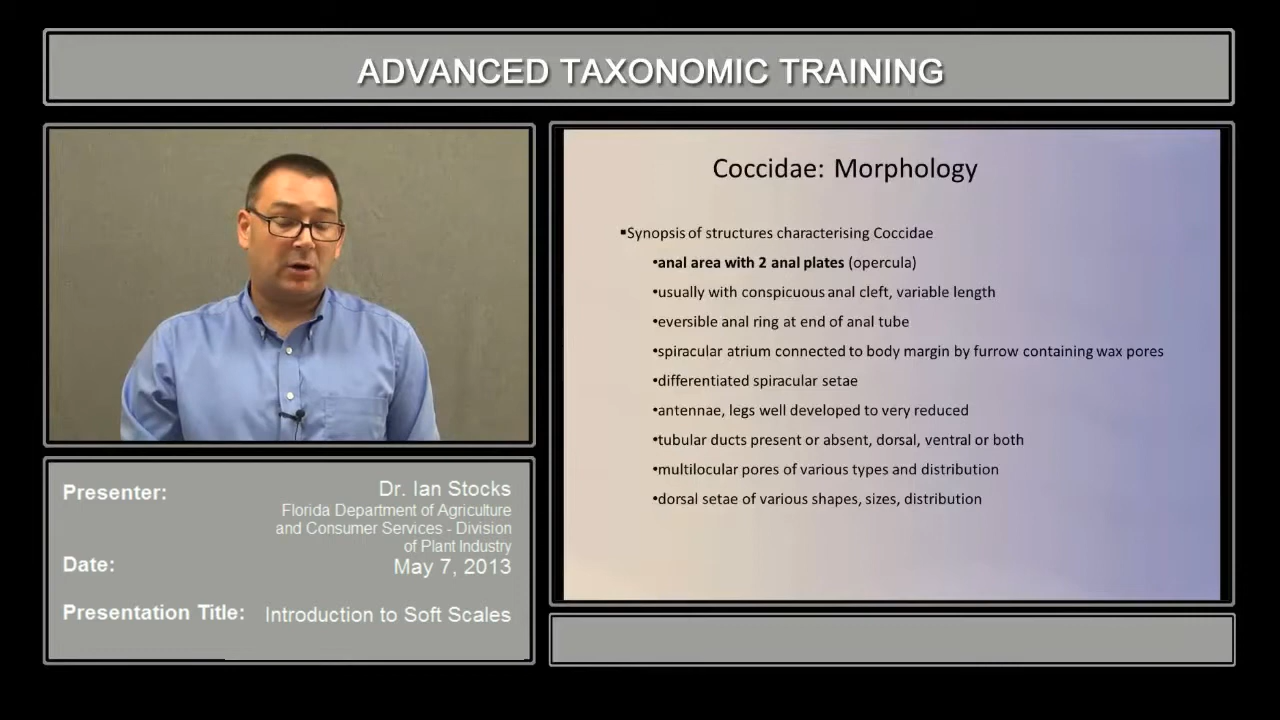 ADVANCED TAXONOMIC TRAINING
Coccidae: Morphology
▪Synopsis of structures characterising Coccidae
•anal area with 2 anal plates (opercula)
•usually with conspicuous anal cleft, variable length
•eversible anal ring at end of anal tube
•spiracular atrium connected to body margin by furrow containing wax pores
•differentiated spiracular setae
•antennae, legs well developed to very reduced
•tubular ducts present or absent, dorsal, ventral or both
•multilocular pores of various types and distribution
•dorsal setae of various shapes, sizes, distribution
Presenter: Dr. Ian Stocks
Florida Department of Agriculture
and Consumer Services - Division
of Plant Industry
Date: May 7, 2013
Presentation Title: Introduction to Soft Scales